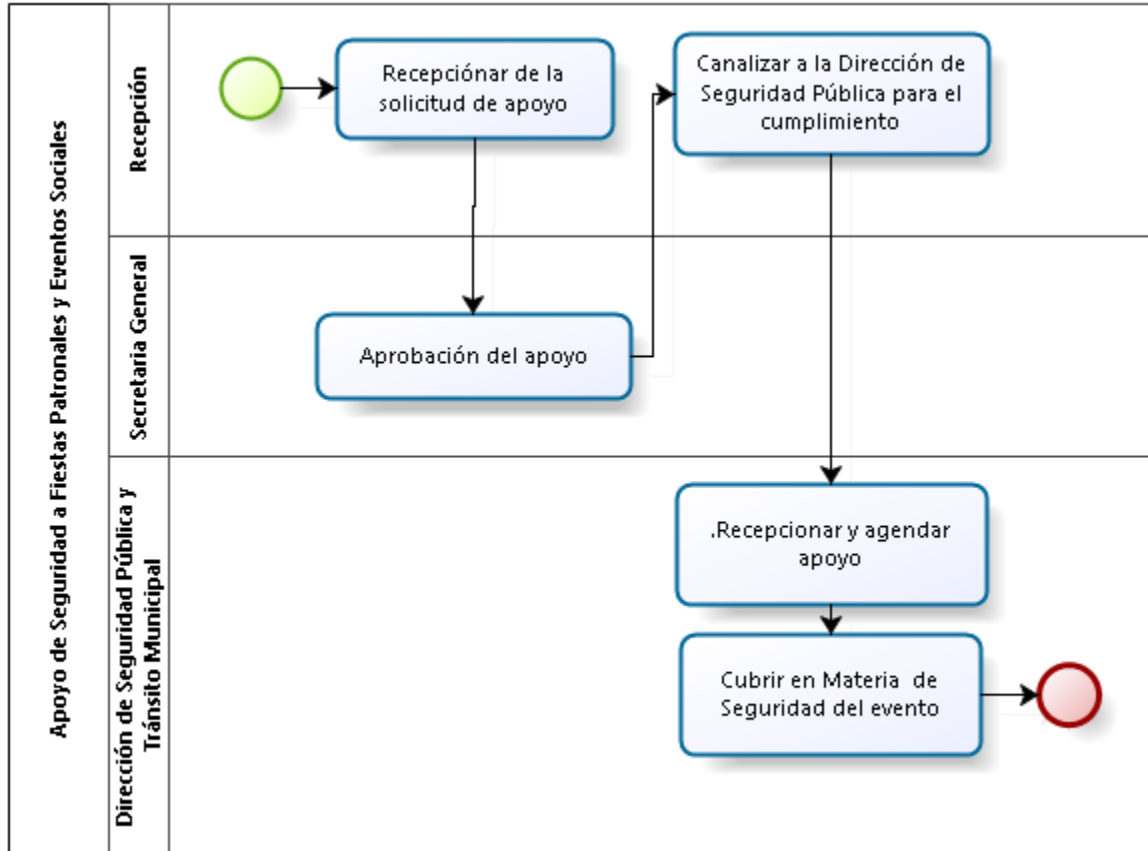 Apoyo de Seguridad a Fiestas Patronales y Eventos Sociales
Recepción
Recepciónar de la
solicitud de apoyo
Canalizar a la Dirección de
Seguridad Pública para el
cumplimiento
Secretaria General
Aprobación del apoyo
Dirección de Seguridad Pública y
Tránsito Municipal
.Recepcionar y agendar
apoyo
Cubrir en Materia de
Seguridad del evento